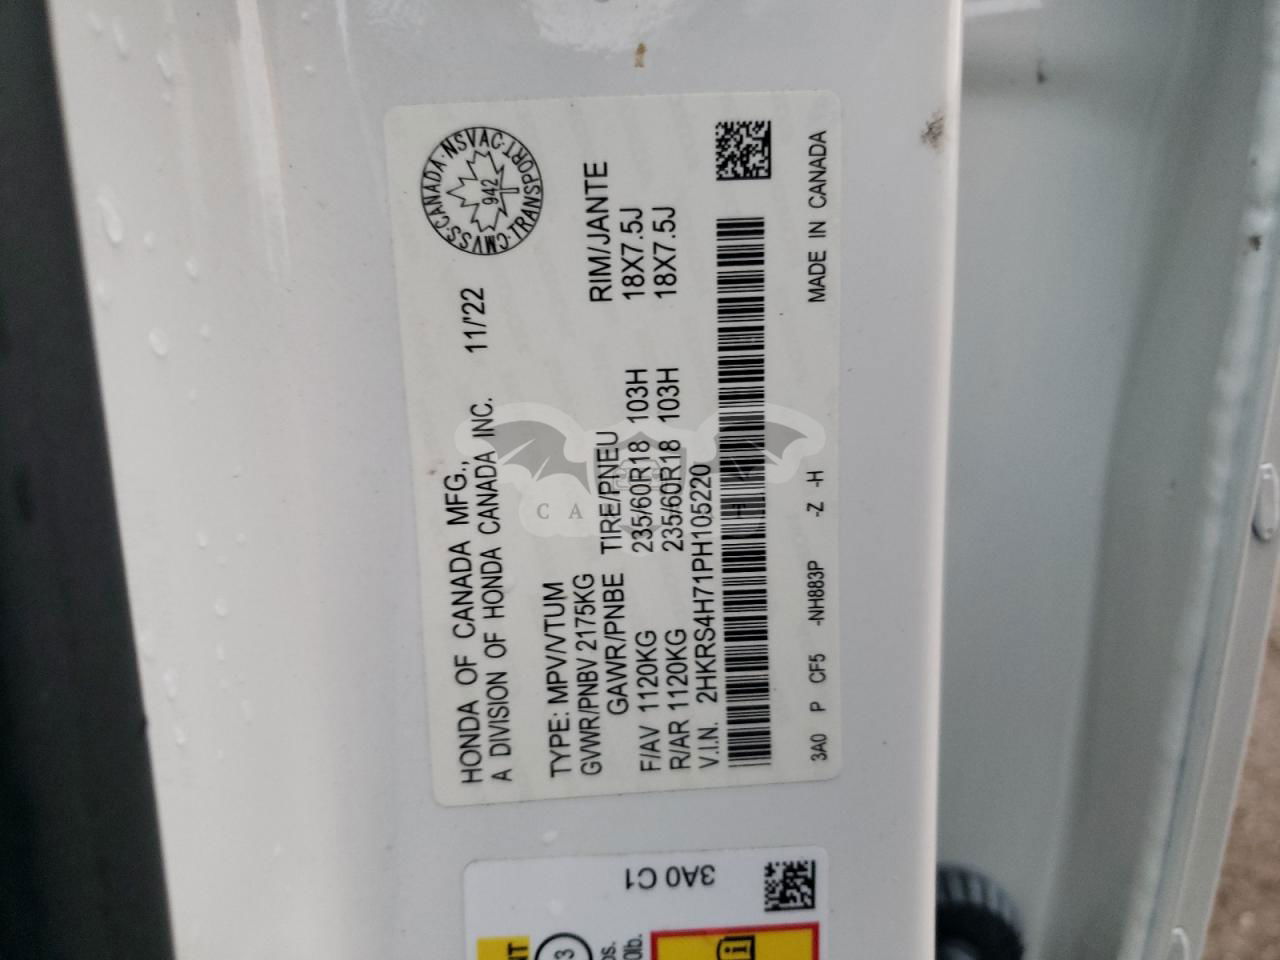 HONDA OF CANADA MFG.,
A DIVISION OF HONDA CANADA INC. 11/'22
CMVSS·CANADA·NSVAC·TRANSPORT
942
TYPE: MPV/VTUM
GVWR/PNBV 2175KG
GAWR/PNBE TIRE/PNEU RIM/JANTE
F/AV 1120KG 235/60R18 103H 18X7.5J
R/AR 1120KG 235/60R18 103H 18X7.5J
V.I.N. 2HKRS4H71PH105220
3A0 P CF5 -NH883P -Z -H MADE IN CANADA
3A0 C1